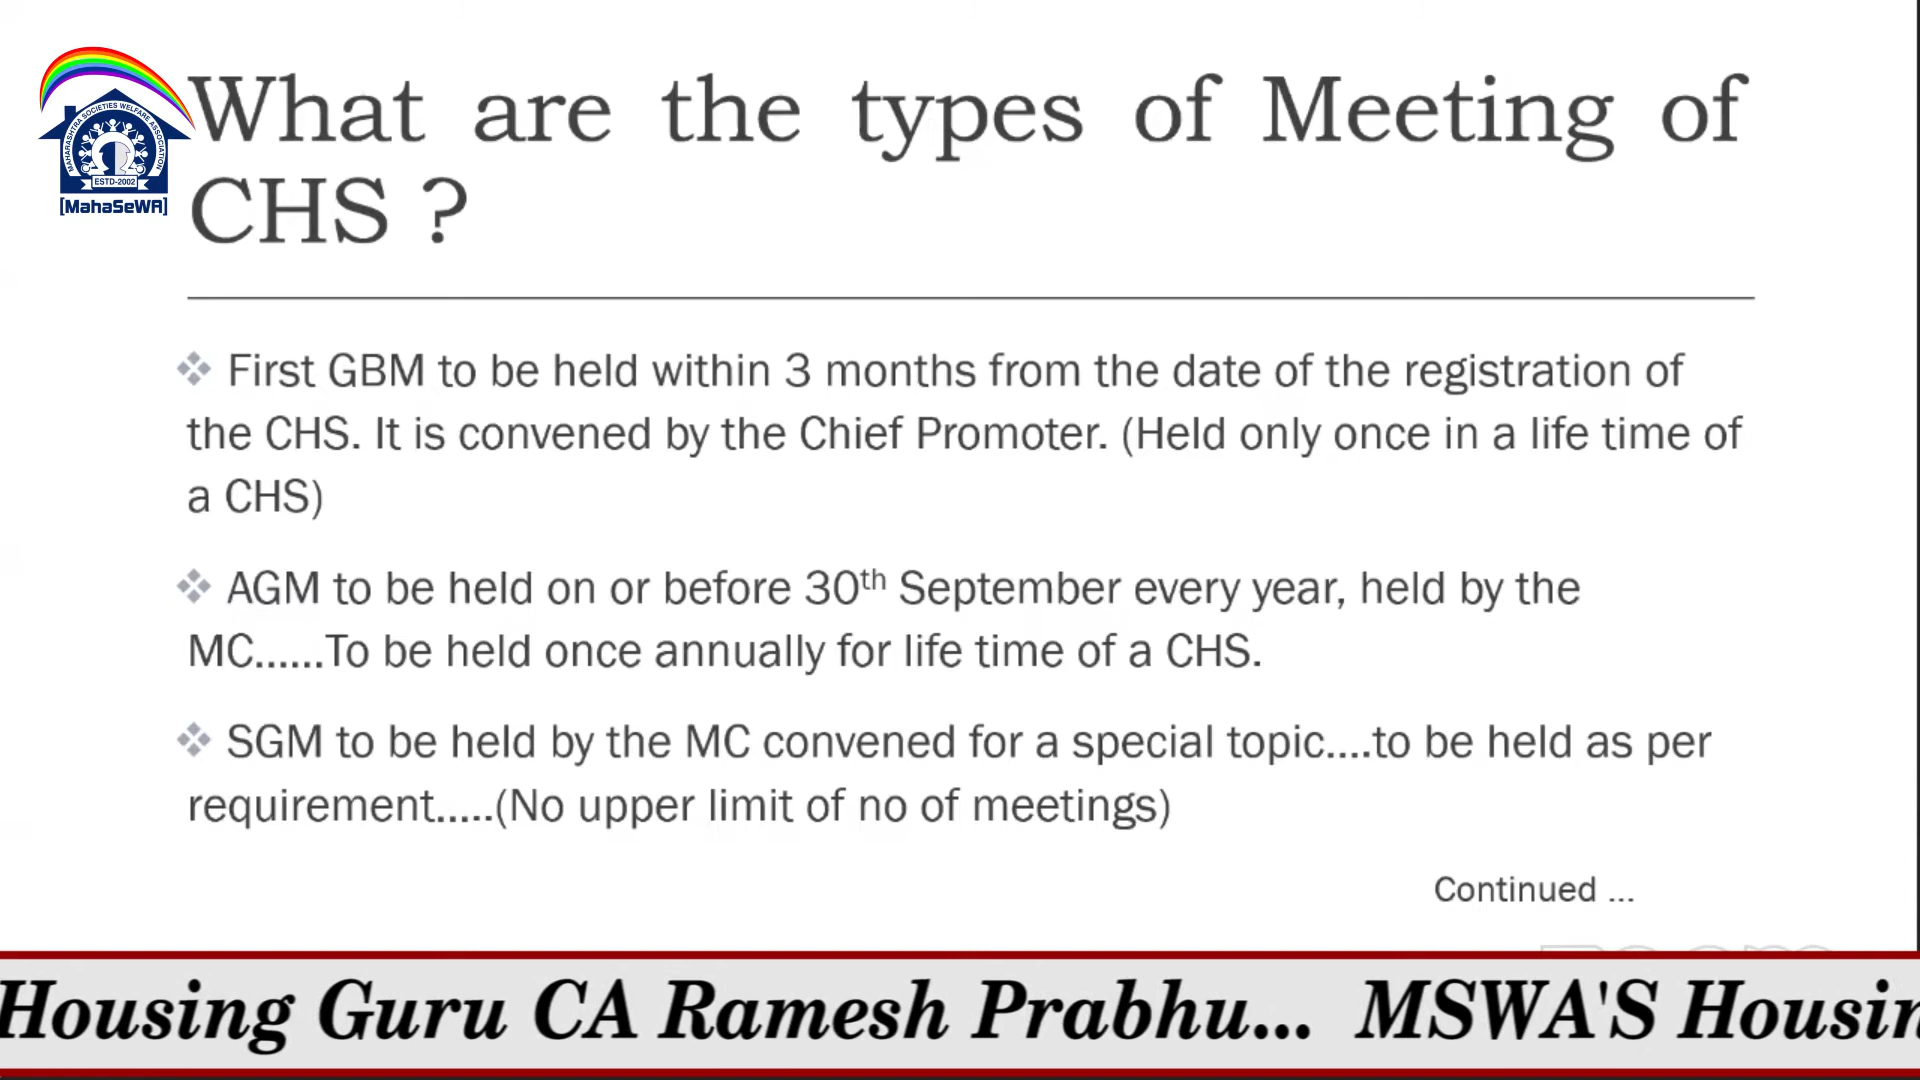 What are the types of Meeting of
CHS ?
MAHARASHTRA SOCIETIES WELFARE ASSOCIATION
ESTD-2002
[MahaSeWA]
First GBM to be held within 3 months from the date of the registration of
the CHS. It is convened by the Chief Promoter. (Held only once in a life time of
a CHS)
AGM to be held on or before 30th September every year, held by the
MC......To be held once annually for life time of a CHS.
SGM to be held by the MC convened for a special topic....to be held as per
requirement.....(No upper limit of no of meetings)
Continued ...
Housing Guru CA Ramesh Prabhu... MSWA'S Housin